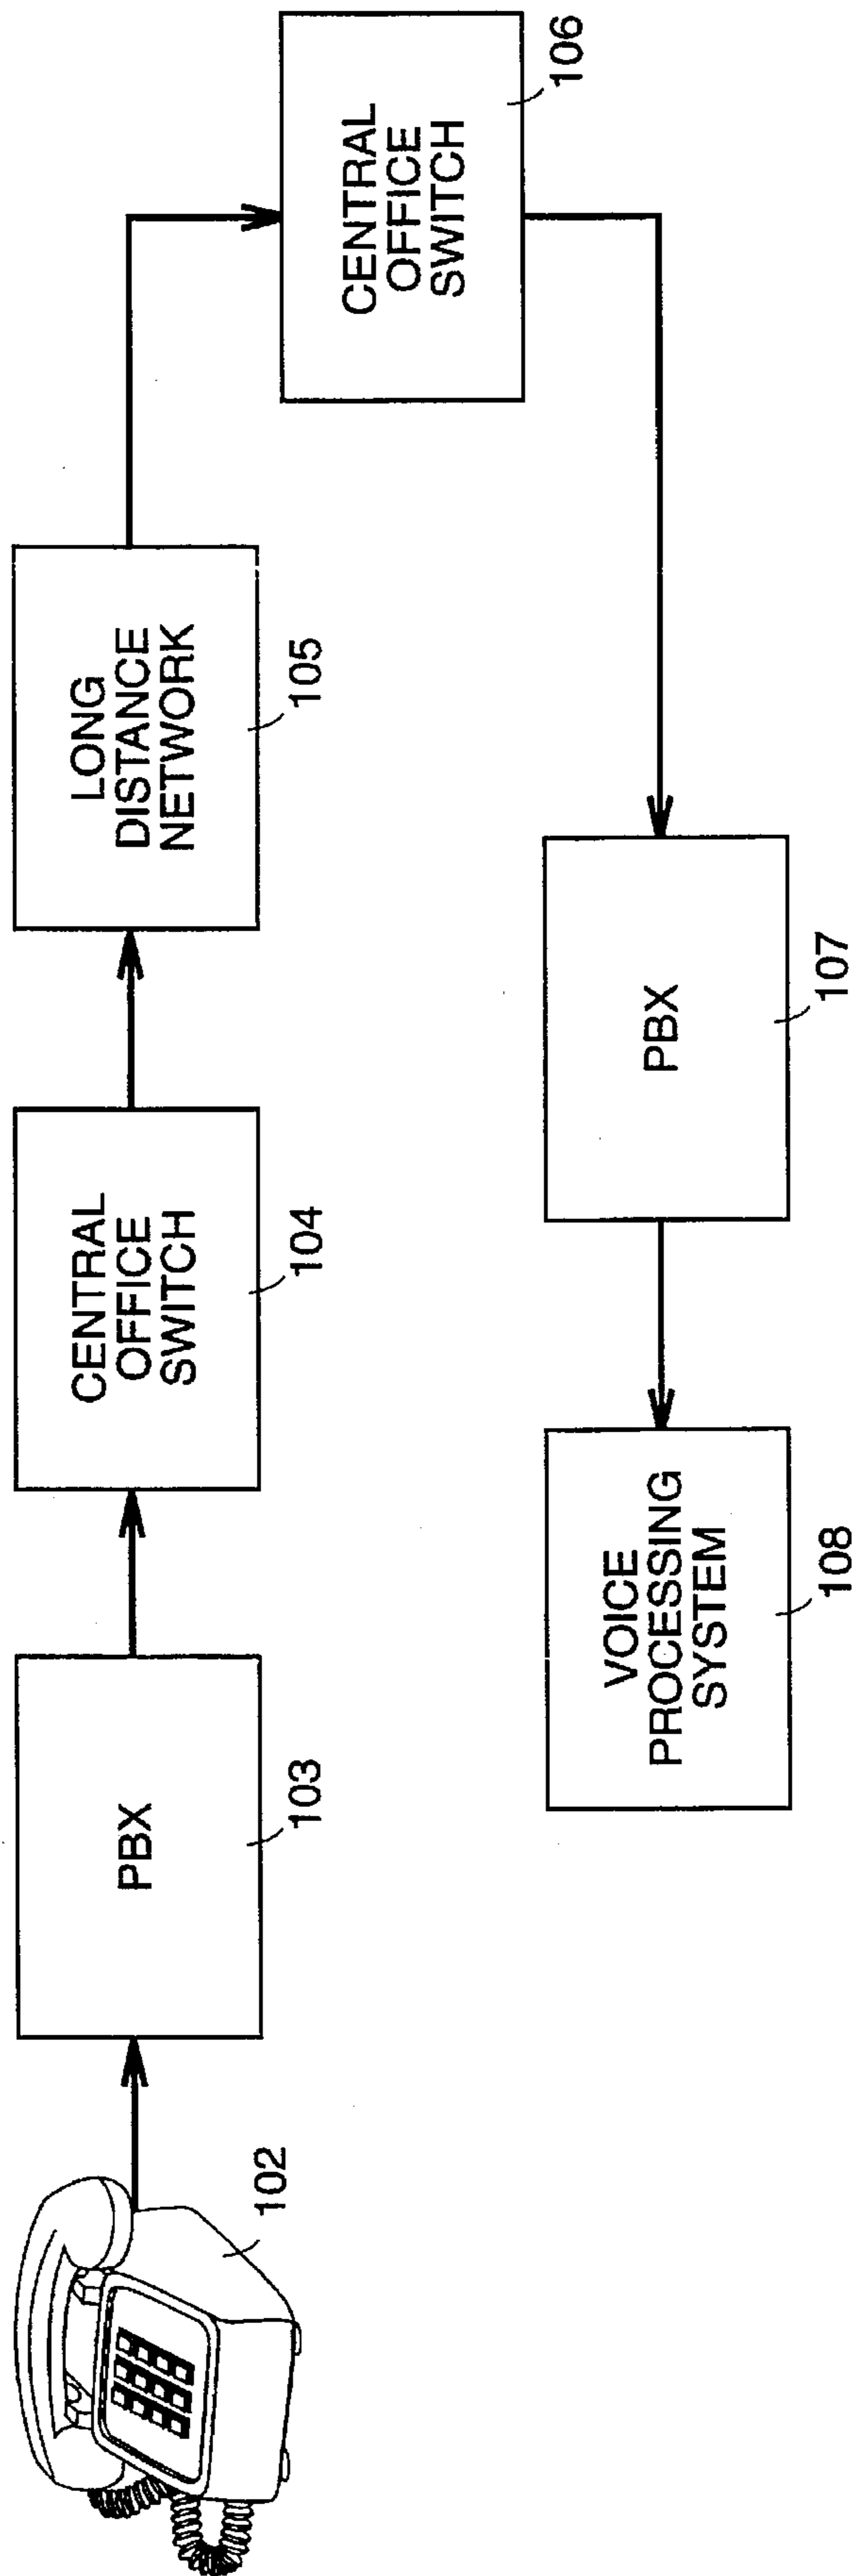 102
PBX
103
CENTRAL
OFFICE
SWITCH
104
LONG
DISTANCE
NETWORK
105
CENTRAL
OFFICE
SWITCH
106
PBX
107
VOICE
PROCESSING
SYSTEM
108